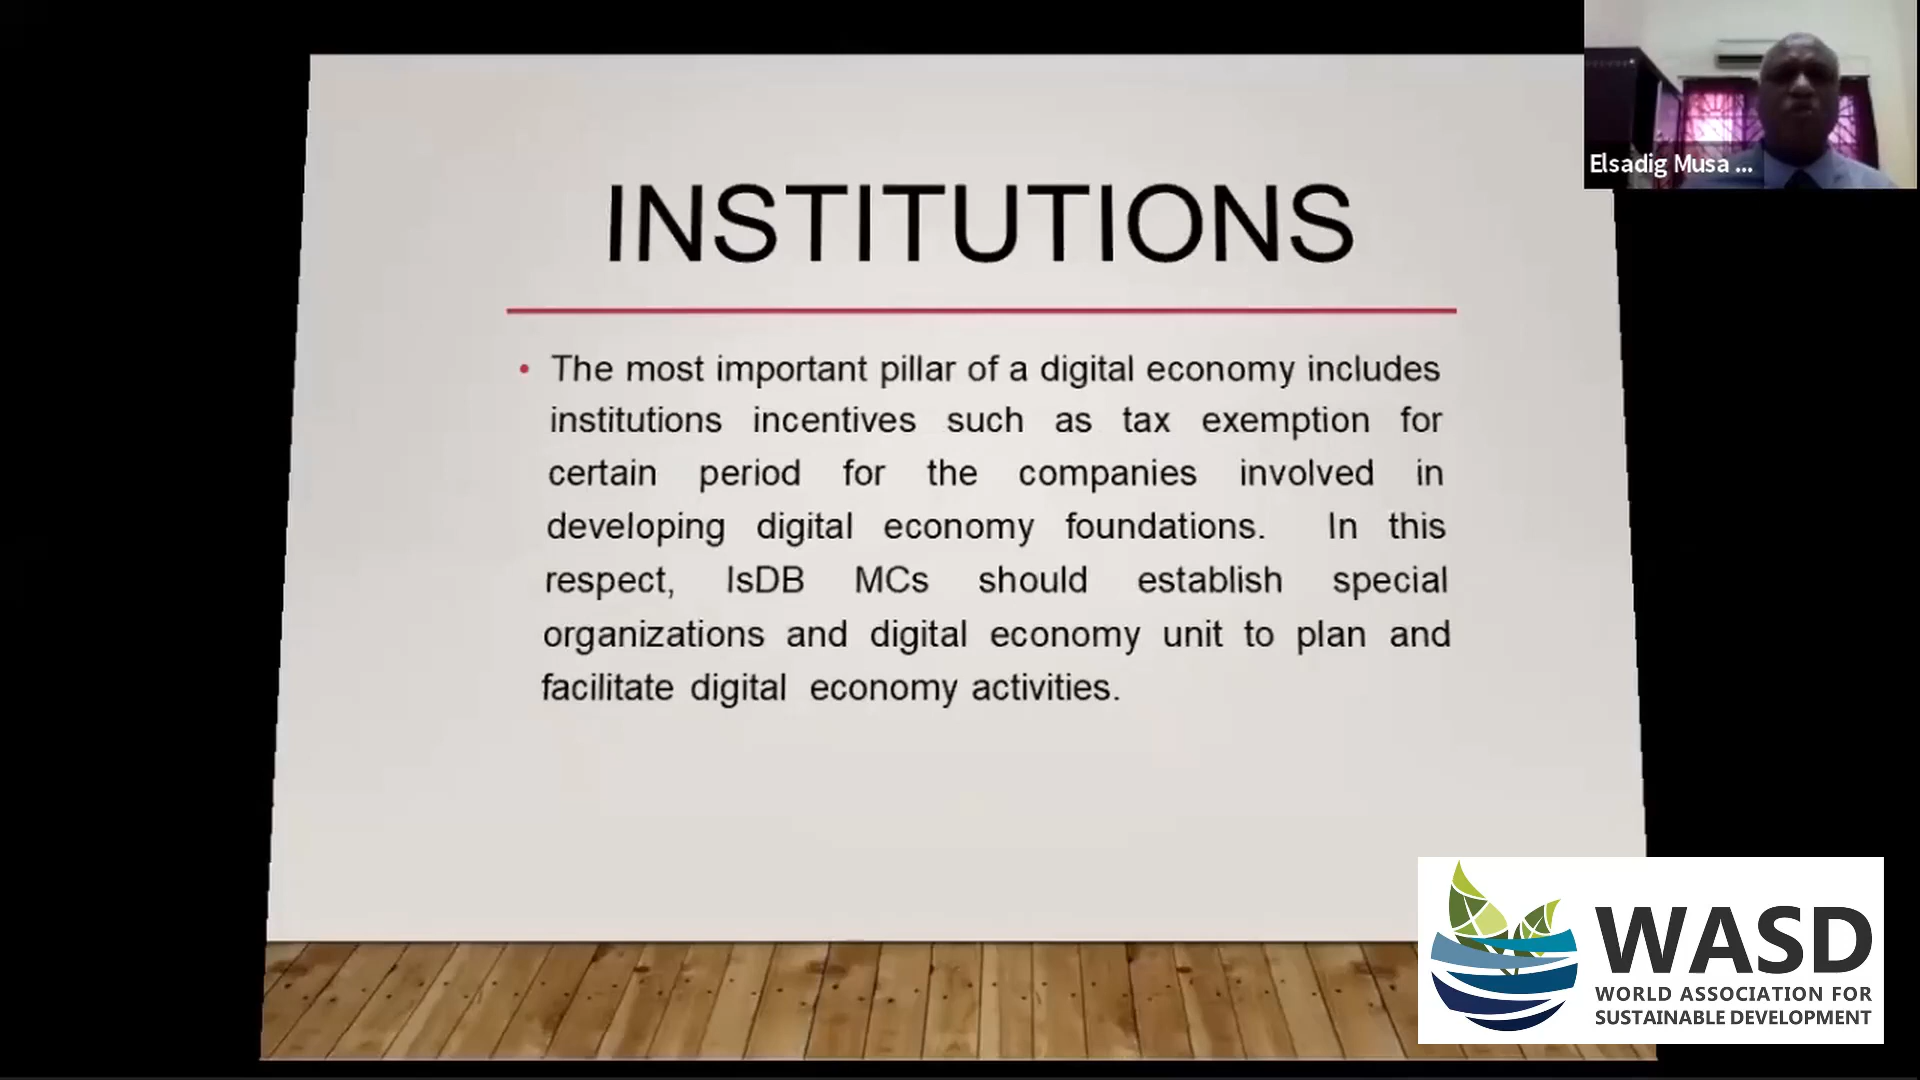 Elsadig Musa ...
INSTITUTIONS
• The most important pillar of a digital economy includes
institutions incentives such as tax exemption for
certain period for the companies involved in
developing digital economy foundations. In this
respect, IsDB MCs should establish special
organizations and digital economy unit to plan and
facilitate digital economy activities.
WASD
WORLD ASSOCIATION FOR
SUSTAINABLE DEVELOPMENT